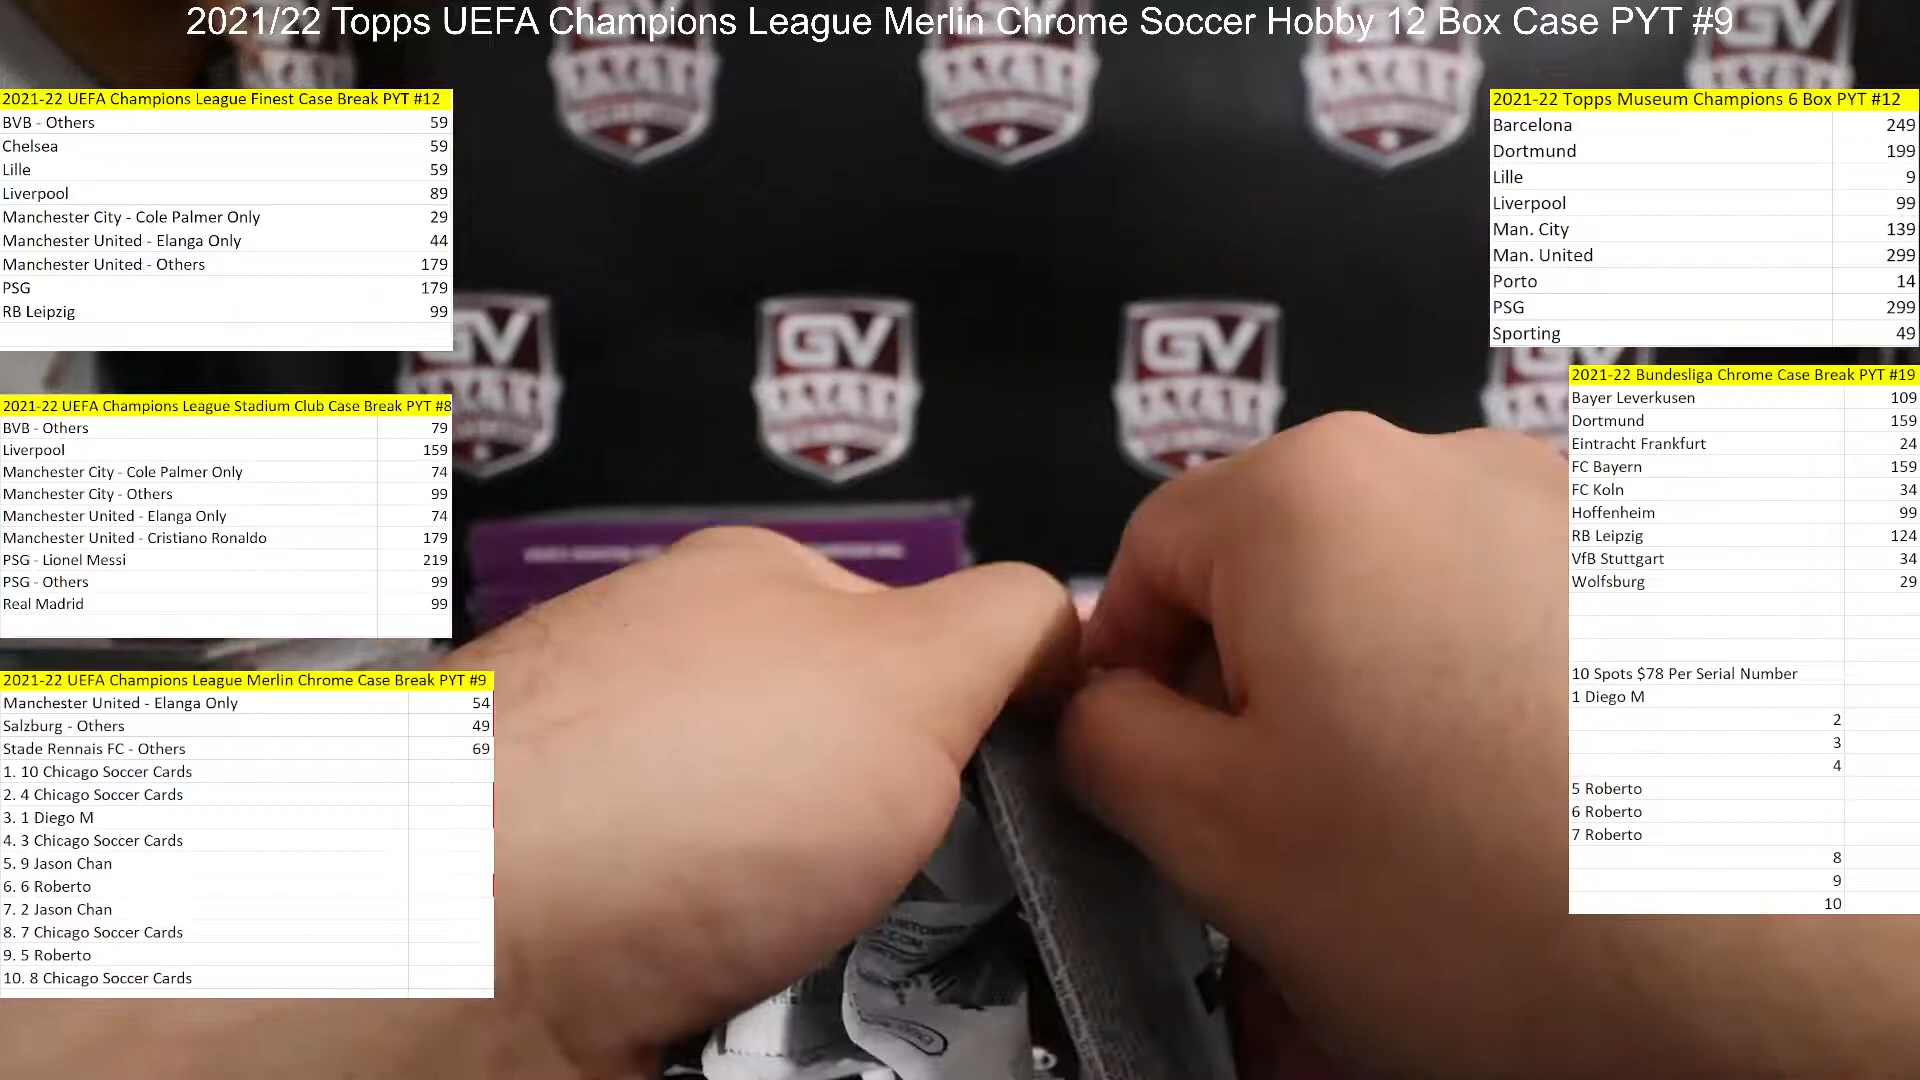 2021/22 Topps UEFA Champions League Merlin Chrome Soccer Hobby 12 Box Case PYT #9
2021-22 UEFA Champions League Finest Case Break PYT #12
BVB - Others 59
Chelsea 59
Lille 59
Liverpool 89
Manchester City - Cole Palmer Only 29
Manchester United - Elanga Only 44
Manchester United - Others 179
PSG 179
RB Leipzig 99
2021-22 UEFA Champions League Stadium Club Case Break PYT #8
BVB - Others 79
Liverpool 159
Manchester City - Cole Palmer Only 74
Manchester City - Others 99
Manchester United - Elanga Only 74
Manchester United - Cristiano Ronaldo 179
PSG - Lionel Messi 219
PSG - Others 99
Real Madrid 99
2021-22 UEFA Champions League Merlin Chrome Case Break PYT #9
Manchester United - Elanga Only 54
Salzburg - Others 49
Stade Rennais FC - Others 69
1. 10 Chicago Soccer Cards
2. 4 Chicago Soccer Cards
3. 1 Diego M
4. 3 Chicago Soccer Cards
5. 9 Jason Chan
6. 6 Roberto
7. 2 Jason Chan
8. 7 Chicago Soccer Cards
9. 5 Roberto
10. 8 Chicago Soccer Cards
2021-22 Topps Museum Champions 6 Box PYT #12
Barcelona 249
Dortmund 199
Lille 9
Liverpool 99
Man. City 139
Man. United 299
Porto 14
PSG 299
Sporting 49
2021-22 Bundesliga Chrome Case Break PYT #19
Bayer Leverkusen 109
Dortmund 159
Eintracht Frankfurt 24
FC Bayern 159
FC Koln 34
Hoffenheim 99
RB Leipzig 124
VfB Stuttgart 34
Wolfsburg 29
10 Spots $78 Per Serial Number
1 Diego M
2
3
4
5 Roberto
6 Roberto
7 Roberto
8
9
10
GV
GV
GV
GV
GV
GV
GV